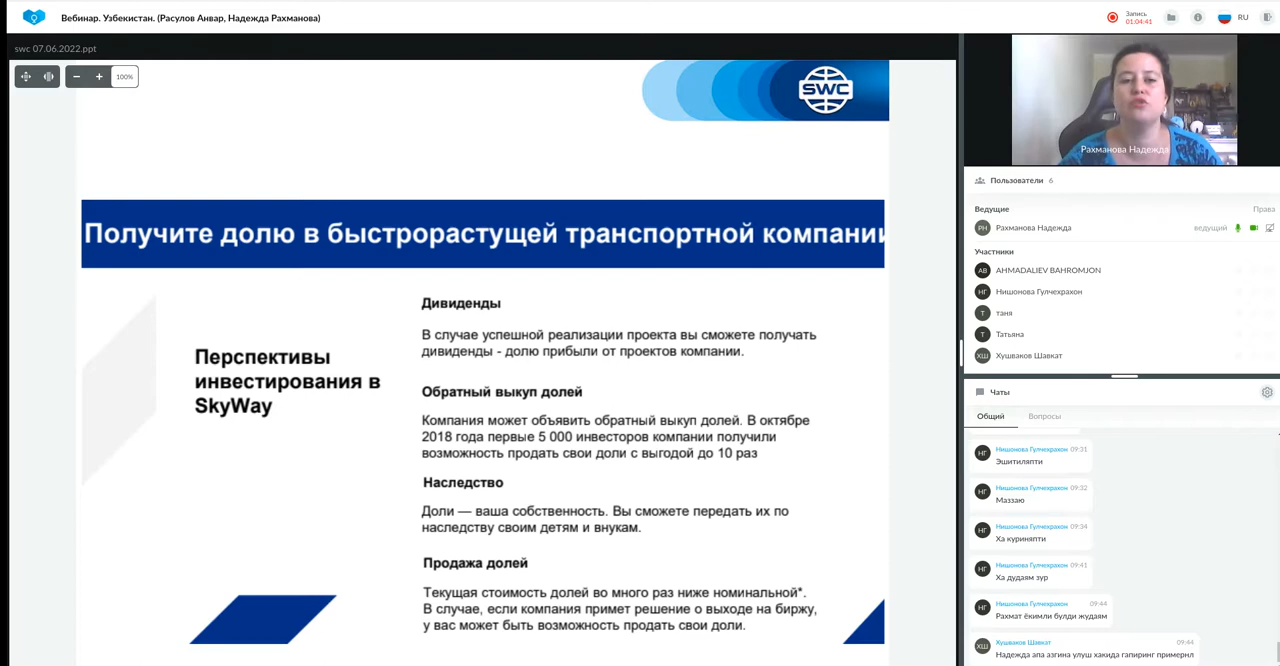 Вебинар. Узбекистан. (Расулов Анвар, Надежда Рахманова)
Запись
01:04:41
RU
swc 07.06.2022.ppt
100%
SWC
Получите долю в быстрорастущей транспортной компании
Перспективы
инвестирования в
SkyWay
Дивиденды
В случае успешной реализации проекта вы сможете получать
дивиденды - долю прибыли от проектов компании.
Обратный выкуп долей
Компания может объявить обратный выкуп долей. В октябре
2018 года первые 5 000 инвесторов компании получили
возможность продать свои доли с выгодой до 10 раз
Наследство
Доли — ваша собственность. Вы сможете передать их по
наследству своим детям и внукам.
Продажа долей
Текущая стоимость долей во много раз ниже номинальной*.
В случае, если компания примет решение о выходе на биржу,
у вас может быть возможность продать свои доли.
Рахманова Надежда
Пользователи 6
Ведущие Права
РН Рахманова Надежда ведущий
Участники
AB AHMADALIEV BAHROMJON
НГ Нишонова Гулчехрахон
Т таня
Т Татьяна
ХШ Хушваков Шавкат
Чаты
Общий Вопросы
НГ Нишонова Гулчехрахон 09:31
Эшитиляпти
НГ Нишонова Гулчехрахон 09:32
Маззаю
НГ Нишонова Гулчехрахон 09:34
Ха куриняпти
НГ Нишонова Гулчехрахон 09:41
Ха дудаям зур
НГ Нишонова Гулчехрахон 09:44
Рахмат ёкимли булди жудаям
ХШ Хушваков Шавкат 09:44
Надежда апа азгина улуш хакида гапиринг примернл